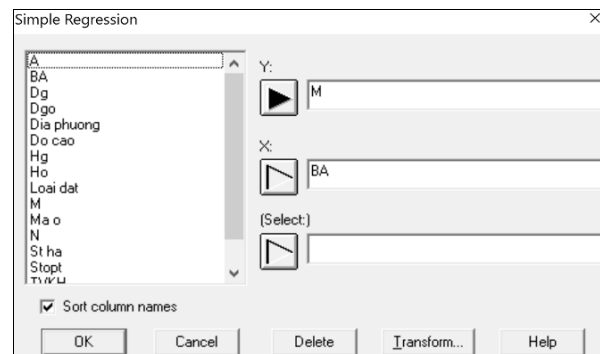 Simple Regression
A
BA
Dg
Dgo
Dia phuong
Do cao
Hg
Ho
Loai dat
M
Ma o
N
St ha
Stopt
TVKH
Y:
M
X:
BA
(Select:)
Sort column names
OK
Cancel
Delete
Transform...
Help